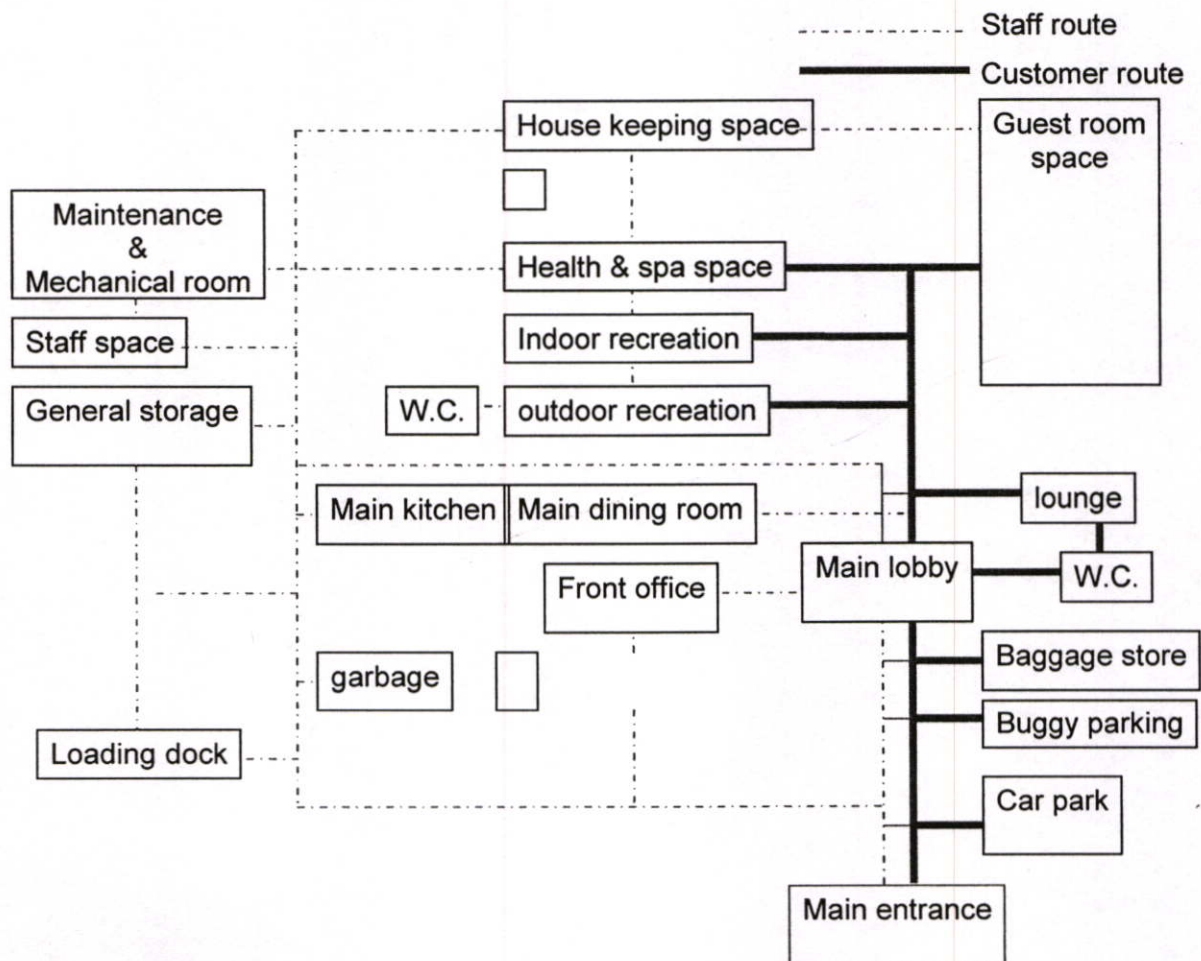 Staff route
Customer route
House keeping space
Guest room
space
Maintenance
&
Mechanical room
Health & spa space
Staff space
Indoor recreation
General storage
W.C.
outdoor recreation
Main kitchen
Main dining room
lounge
Main lobby
W.C.
Front office
garbage
Baggage store
Buggy parking
Loading dock
Car park
Main entrance